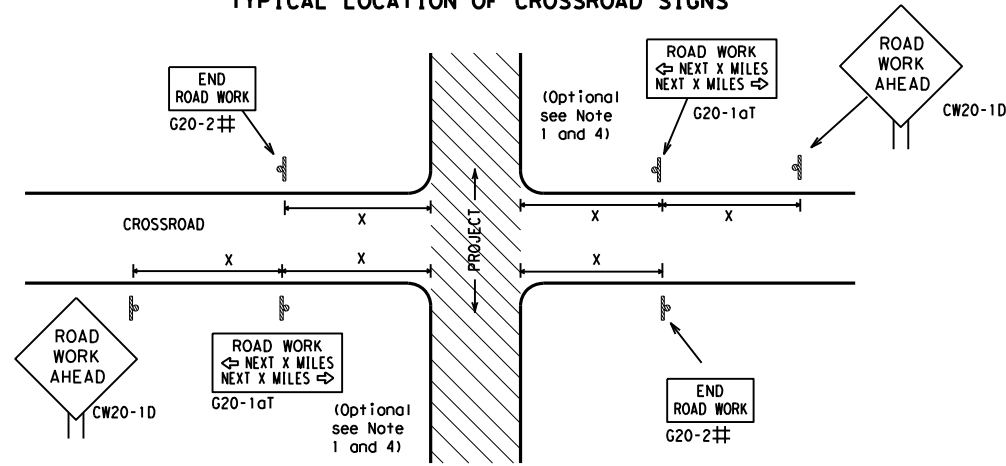 TYPICAL LOCATION OF CROSSROAD SIGNS
END
ROAD WORK
G20-2⌗
(Optional
see Note
1 and 4)
ROAD WORK
⇦ NEXT X MILES
NEXT X MILES ⇨
G20-1aT
ROAD
WORK
AHEAD
CW20-1D
CROSSROAD
X
X
X
PROJECT
X
X
X
ROAD
WORK
AHEAD
CW20-1D
ROAD WORK
⇦ NEXT X MILES
NEXT X MILES ⇨
G20-1aT
(Optional
see Note
1 and 4)
END
ROAD WORK
G20-2⌗